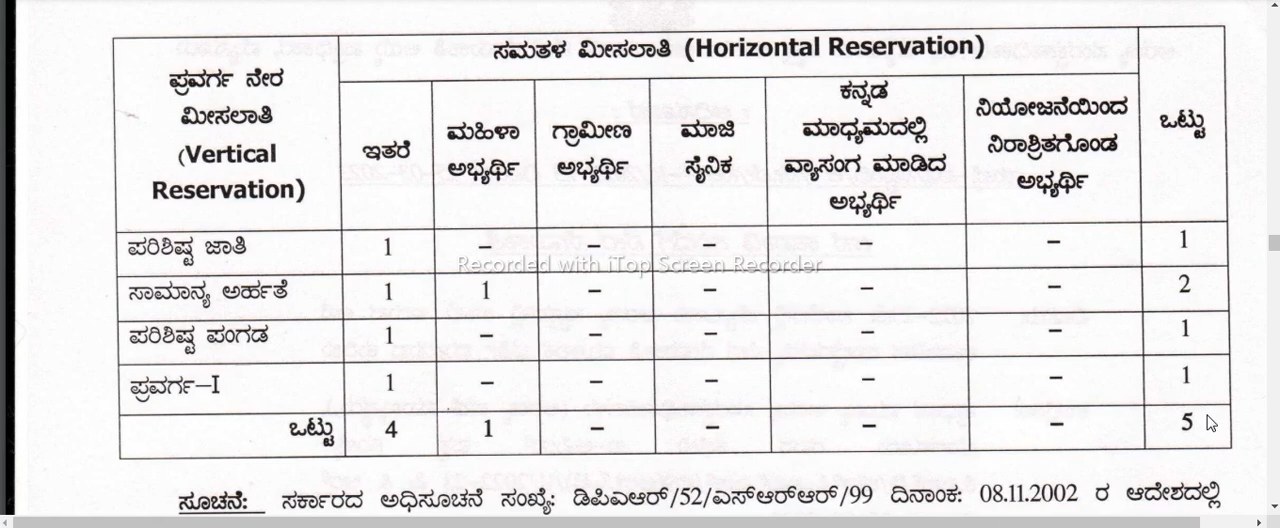 ಪ್ರವರ್ಗ ನೇರ
ಮೀಸಲಾತಿ
(Vertical
Reservation)
ಸಮತಳ ಮೀಸಲಾತಿ (Horizontal Reservation)
ಒಟ್ಟು
ಇತರೆ
ಮಹಿಳಾ
ಅಭ್ಯರ್ಥಿ
ಗ್ರಾಮೀಣ
ಅಭ್ಯರ್ಥಿ
ಮಾಜಿ
ಸೈನಿಕ
ಕನ್ನಡ
ಮಾಧ್ಯಮದಲ್ಲಿ
ವ್ಯಾಸಂಗ ಮಾಡಿದ
ಅಭ್ಯರ್ಥಿ
ನಿಯೋಜನೆಯಿಂದ
ನಿರಾಶ್ರಿತಗೊಂಡ
ಅಭ್ಯರ್ಥಿ
ಪರಿಶಿಷ್ಟ ಜಾತಿ 1 – – – – – 1
Recorded with iTop Screen Recorder
ಸಾಮಾನ್ಯ ಅರ್ಹತೆ 1 1 – – – – 2
ಪರಿಶಿಷ್ಟ ಪಂಗಡ 1 – – – – – 1
ಪ್ರವರ್ಗ–I 1 – – – – – 1
ಒಟ್ಟು 4 1 – – – – 5
ಸೂಚನೆ: ಸರ್ಕಾರದ ಅಧಿಸೂಚನೆ ಸಂಖ್ಯೆ: ಡಿಪಿಎಆರ್/52/ಎಸ್ಆರ್ಆರ್/99 ದಿನಾಂಕ: 08.11.2002 ರ ಆದೇಶದಲ್ಲಿ